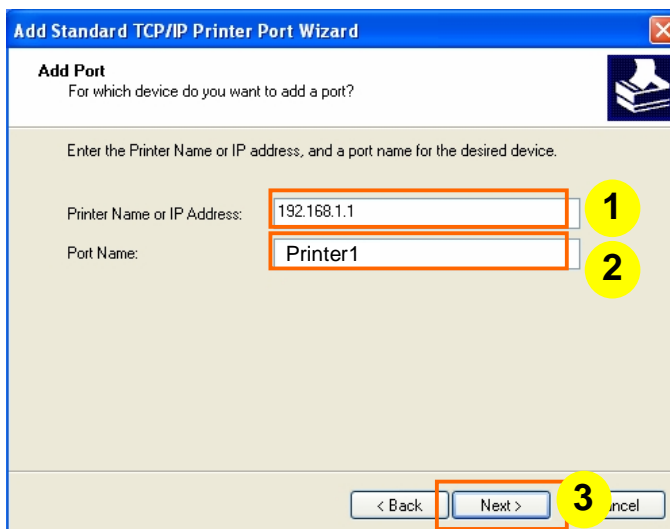 Add Standard TCP/IP Printer Port Wizard
Add Port
For which device do you want to add a port?
Enter the Printer Name or IP address, and a port name for the desired device.
Printer Name or IP Address: 192.168.1.1 1
Port Name: Printer1 2
< Back Next > 3 ncel